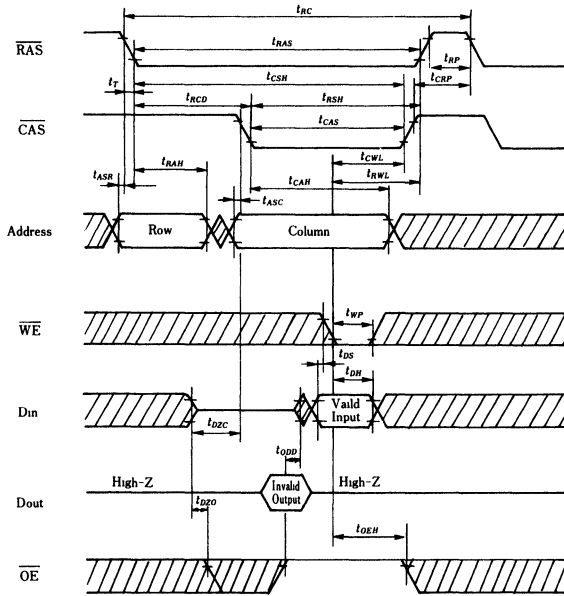 tRC
RAS
tRAS
tRP
tCSH
tCRP
tT
tRCD
tRSH
CAS
tCAS
tCWL
tRAH
tRWL
tASR
tCAH
tASC
Address
Row
Column
WE
tWP
tDS
tDH
Din
Vaild
Input
tDZC
tODD
High-Z
Invalid
Output
High-Z
Dout
tDZO
tOEH
OE